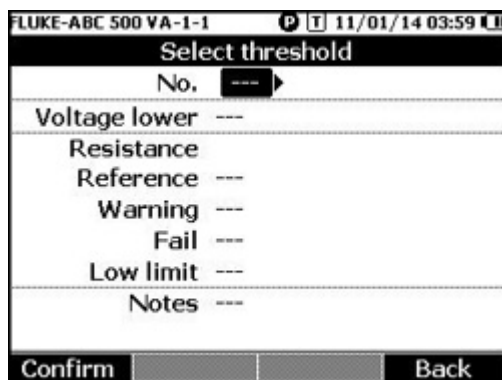 FLUKE-ABC 500 VA-1-1 P T 11/01/14 03:59
Select threshold
No. ---
Voltage lower ---
Resistance
Reference ---
Warning ---
Fail ---
Low limit ---
Notes ---
Confirm Back